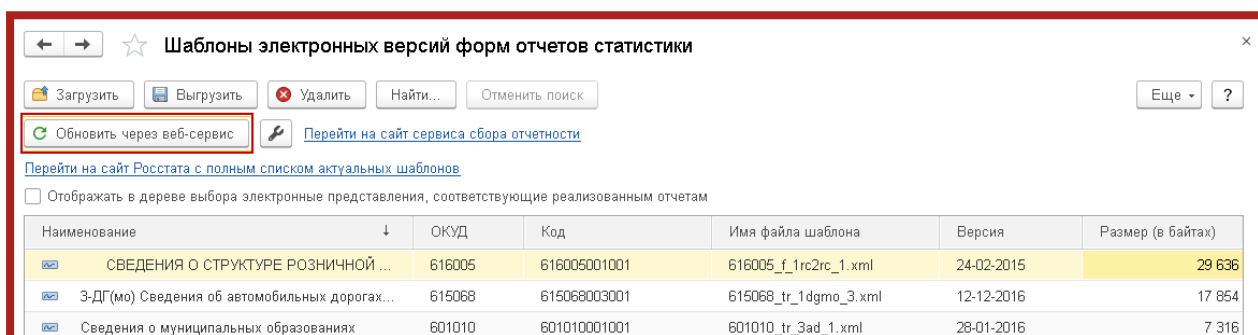 Шаблоны электронных версий форм отчетов статистики
Загрузить Выгрузить Удалить Найти... Отменить поиск Еще ?
Обновить через веб-сервис Перейти на сайт сервиса сбора отчетности
Перейти на сайт Росстата с полным списком актуальных шаблонов
Отображать в дереве выбора электронные представления, соответствующие реализованным отчетам
Наименование ↓ ОКУД Код Имя файла шаблона Версия Размер (в байтах)
СВЕДЕНИЯ О СТРУКТУРЕ РОЗНИЧНОЙ ... 616005 616005001001 616005_f_1rc2rc_1.xml 24-02-2015 29 636
3-ДГ(мо) Сведения об автомобильных дорогах... 615068 615068003001 615068_tr_1dgmo_3.xml 12-12-2016 17 854
Сведения о муниципальных образованиях 601010 601010001001 601010_tr_3ad_1.xml 28-01-2016 7 316